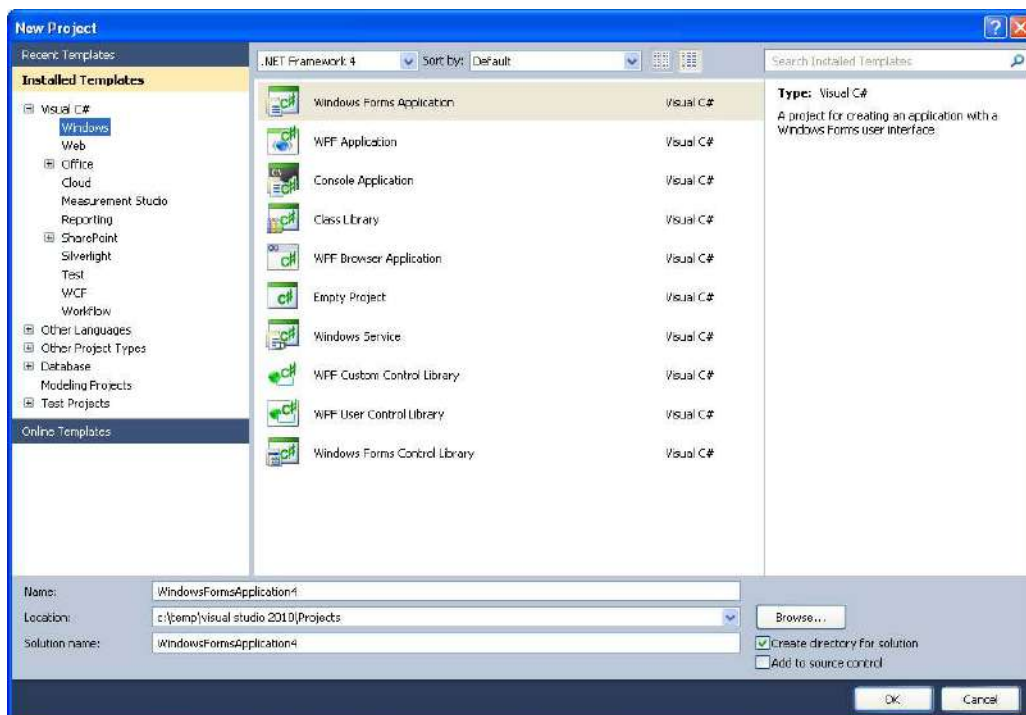 New Project
Recent Templates
Installed Templates
Visual C#
Windows
Web
Office
Cloud
Measurement Studio
Reporting
SharePoint
Silverlight
Test
WCF
Workflow
Other Languages
Other Project Types
Database
Modeling Projects
Test Projects
Online Templates
.NET Framework 4 Sort by: Default
Windows Forms Application Visual C#
WPF Application Visual C#
Console Application Visual C#
Class Library Visual C#
WPF Browser Application Visual C#
Empty Project Visual C#
Windows Service Visual C#
WPF Custom Control Library Visual C#
WPF User Control Library Visual C#
Windows Forms Control Library Visual C#
Search Installed Templates
Type: Visual C#
A project for creating an application with a
Windows Forms user interface
Name: WindowsFormsApplication4
Location: c:\temp\visual studio 2010\Projects
Browse...
Solution name: WindowsFormsApplication4
Create directory for solution
Add to source control
OK Cancel